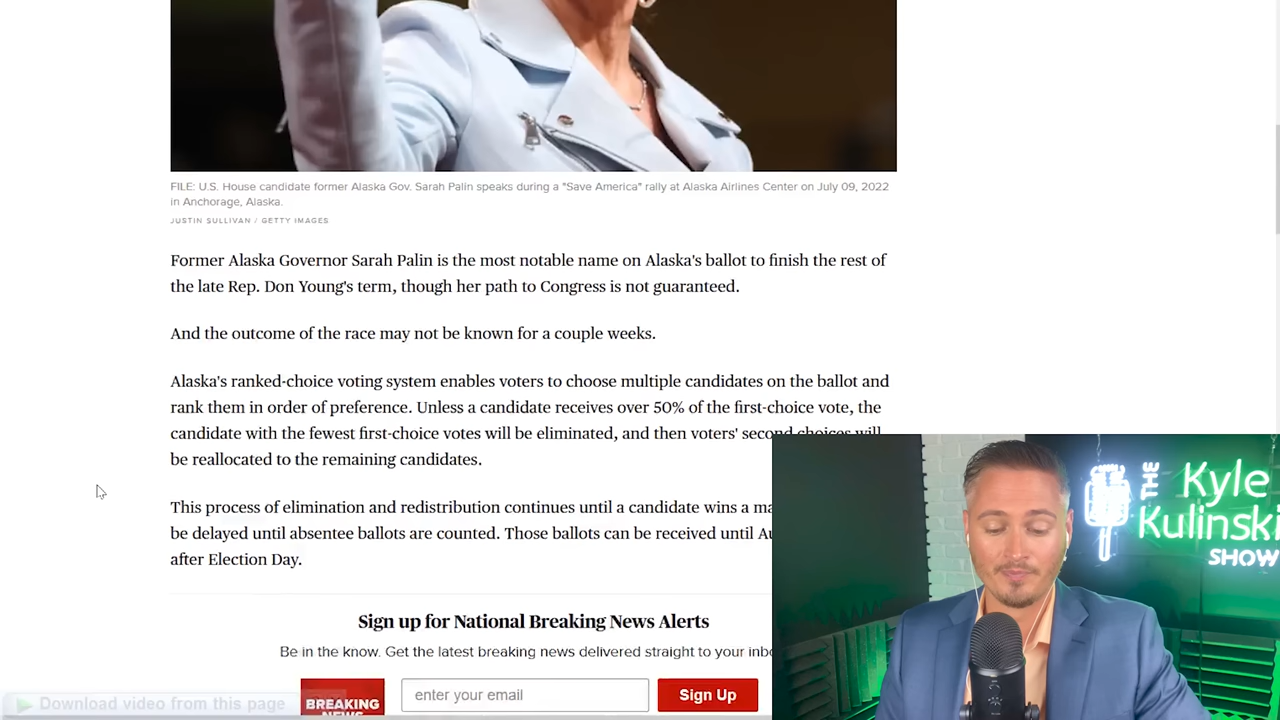 FILE: U.S. House candidate former Alaska Gov. Sarah Palin speaks during a "Save America" rally at Alaska Airlines Center on July 09, 2022
in Anchorage, Alaska.
JUSTIN SULLIVAN / GETTY IMAGES
Former Alaska Governor Sarah Palin is the most notable name on Alaska's ballot to finish the rest of
the late Rep. Don Young's term, though her path to Congress is not guaranteed.
And the outcome of the race may not be known for a couple weeks.
Alaska's ranked-choice voting system enables voters to choose multiple candidates on the ballot and
rank them in order of preference. Unless a candidate receives over 50% of the first-choice vote, the
candidate with the fewest first-choice votes will be eliminated, and then voters' second choices will
be reallocated to the remaining candidates.
This process of elimination and redistribution continues until a candidate wins a
be delayed until absentee ballots are counted. Those ballots can be received until
after Election Day.
Sign up for National Breaking News Alerts
Be in the know. Get the latest breaking news delivered straight to your
BREAKING
NEWS
enter your email
Sign Up
Download video from this page
THE
Kyle
Kulinski
SHOW